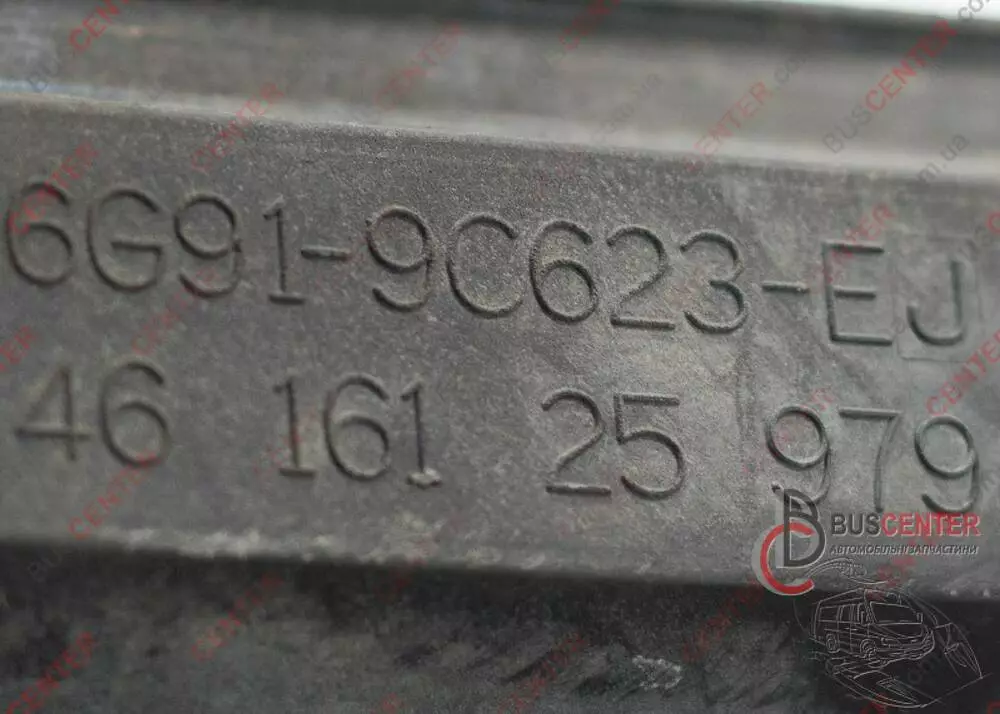 6G91-9C623-EJ
46 161 25 979
BUSCENTER
АВТОМОБІЛЬНІ ЗАПЧАСТИНИ